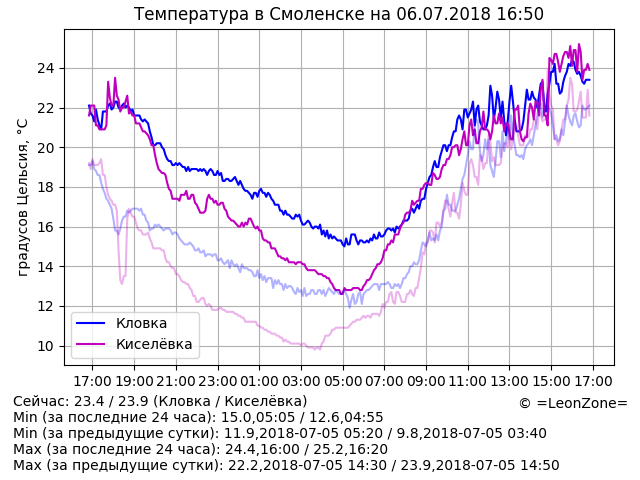 Температура в Смоленске на 06.07.2018 16:50
градусов Цельсия, °C
24
22
20
18
16
14
12
10
Кловка
Киселёвка
17:00 19:00 21:00 23:00 01:00 03:00 05:00 07:00 09:00 11:00 13:00 15:00 17:00
Сейчас: 23.4 / 23.9 (Кловка / Киселёвка)
© =LeonZone=
Min (за последние 24 часа): 15.0,05:05 / 12.6,04:55
Min (за предыдущие сутки): 11.9,2018-07-05 05:20 / 9.8,2018-07-05 03:40
Max (за последние 24 часа): 24.4,16:00 / 25.2,16:20
Max (за предыдущие сутки): 22.2,2018-07-05 14:30 / 23.9,2018-07-05 14:50